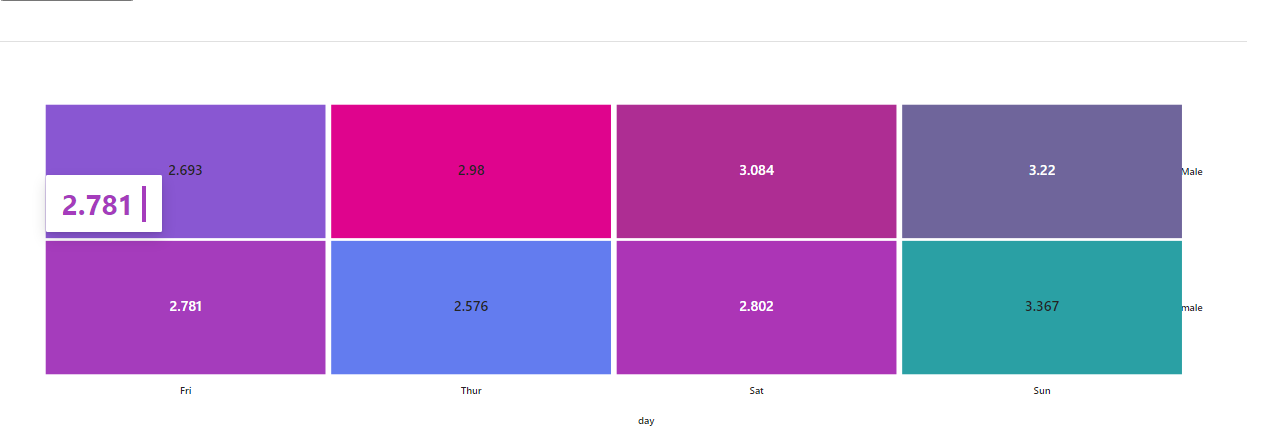 2.693 2.98 3.084 3.22 Male
2.781
2.781 2.576 2.802 3.367 male
Fri Thur Sat Sun
day